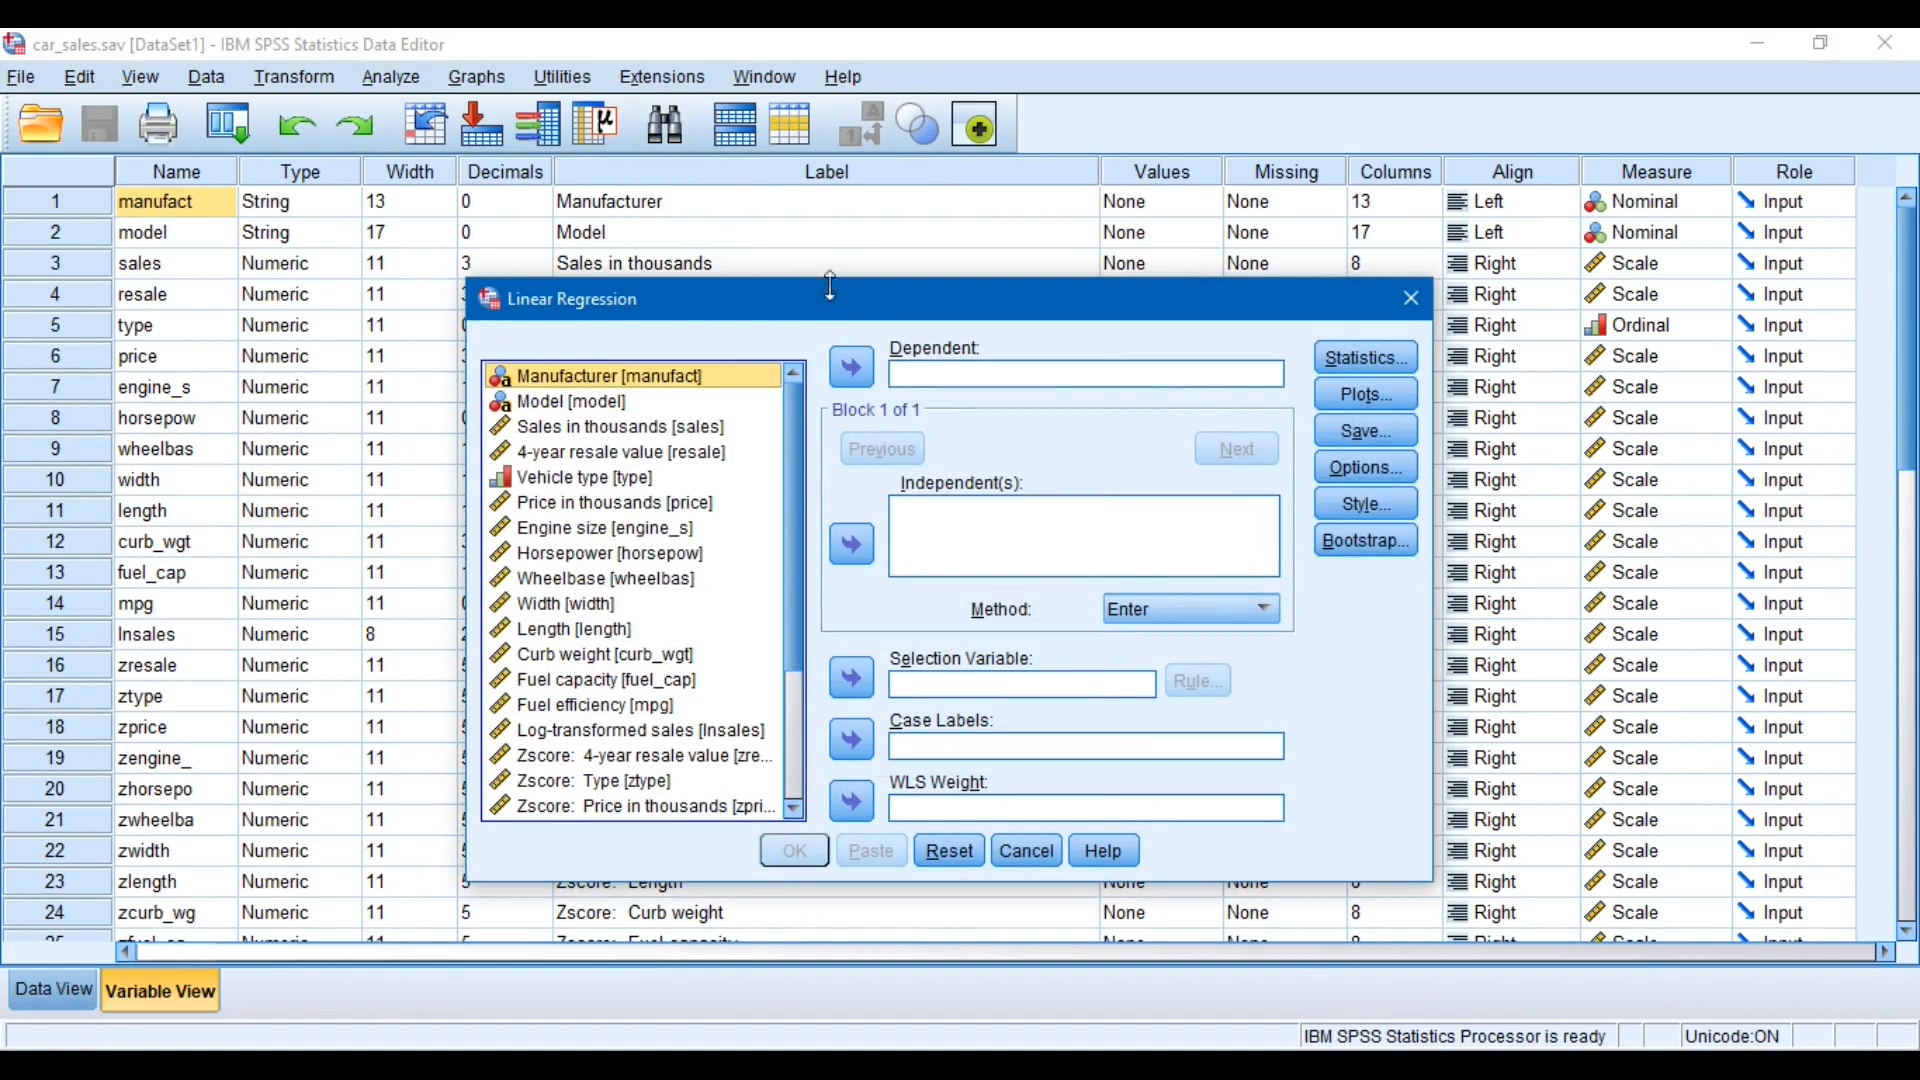 car_sales.sav [DataSet1] - IBM SPSS Statistics Data Editor
File Edit View Data Transform Analyze Graphs Utilities Extensions Window Help
Name Type Width Decimals Label Values Missing Columns Align Measure Role
1 manufact String 13 0 Manufacturer None None 13 Left Nominal Input
2 model String 17 0 Model None None 17 Left Nominal Input
3 sales Numeric 11 3 Sales in thousands None None 8 Right Scale Input
4 resale Numeric 11 Right Scale Input
5 type Numeric 11 Right Ordinal Input
6 price Numeric 11 Right Scale Input
7 engine_s Numeric 11 Right Scale Input
8 horsepow Numeric 11 Right Scale Input
9 wheelbas Numeric 11 Right Scale Input
10 width Numeric 11 Right Scale Input
11 length Numeric 11 Right Scale Input
12 curb_wgt Numeric 11 Right Scale Input
13 fuel_cap Numeric 11 Right Scale Input
14 mpg Numeric 11 Right Scale Input
15 lnsales Numeric 8 Right Scale Input
16 zresale Numeric 11 Right Scale Input
17 ztype Numeric 11 Right Scale Input
18 zprice Numeric 11 Right Scale Input
19 zengine_ Numeric 11 Right Scale Input
20 zhorsepo Numeric 11 Right Scale Input
21 zwheelba Numeric 11 Right Scale Input
22 zwidth Numeric 11 Right Scale Input
23 zlength Numeric 11 5 Zscore: Length None None 8 Right Scale Input
24 zcurb_wg Numeric 11 5 Zscore: Curb weight None None 8 Right Scale Input
Linear Regression
Manufacturer [manufact]
Model [model]
Sales in thousands [sales]
4-year resale value [resale]
Vehicle type [type]
Price in thousands [price]
Engine size [engine_s]
Horsepower [horsepow]
Wheelbase [wheelbas]
Width [width]
Length [length]
Curb weight [curb_wgt]
Fuel capacity [fuel_cap]
Fuel efficiency [mpg]
Log-transformed sales [lnsales]
Zscore: 4-year resale value [zre...
Zscore: Type [ztype]
Zscore: Price in thousands [zpri...
Dependent:
Block 1 of 1
Previous Next
Independent(s):
Method: Enter
Selection Variable:
Rule...
Case Labels:
WLS Weight:
Statistics...
Plots...
Save...
Options...
Style...
Bootstrap...
OK Paste Reset Cancel Help
Data View Variable View
IBM SPSS Statistics Processor is ready Unicode:ON